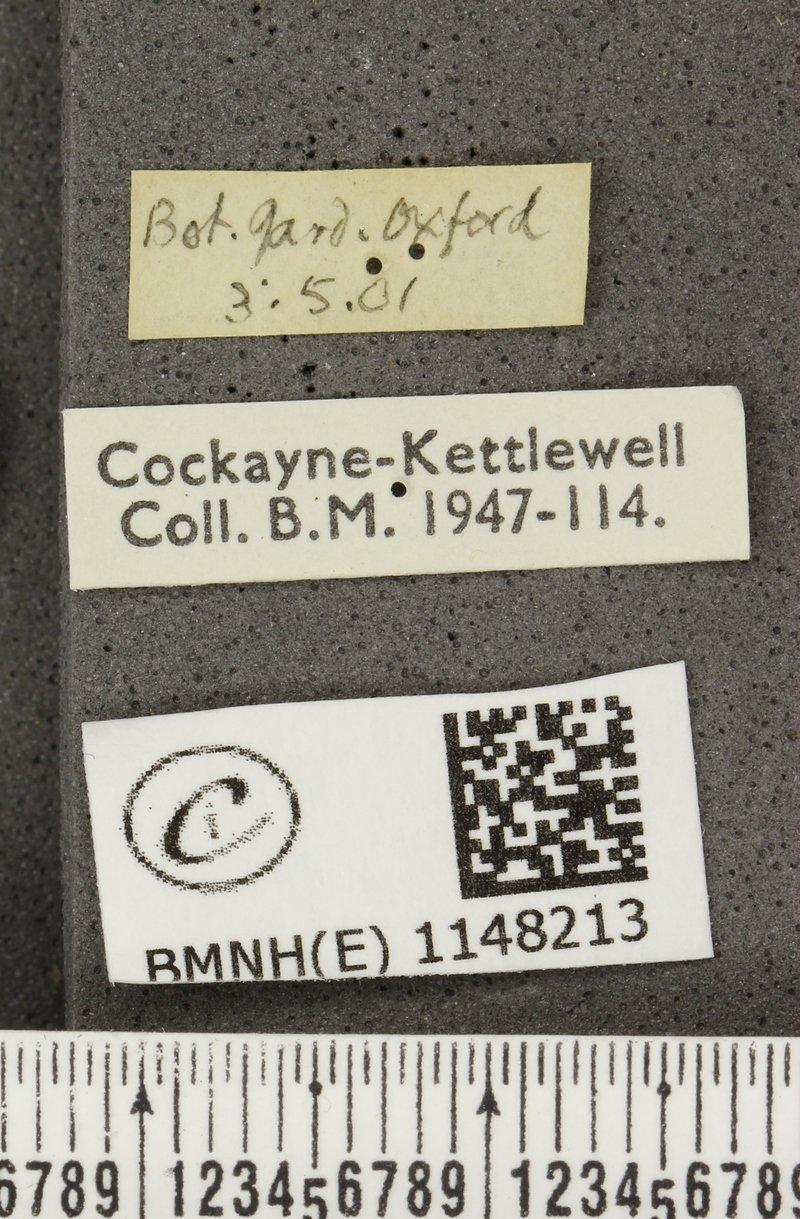 Bot. Gard. Oxford
3:5.01
Cockayne-Kettlewell
Coll. B.M. 1947-114.
C
BMNH(E) 1148213
6789 123456789 123456789